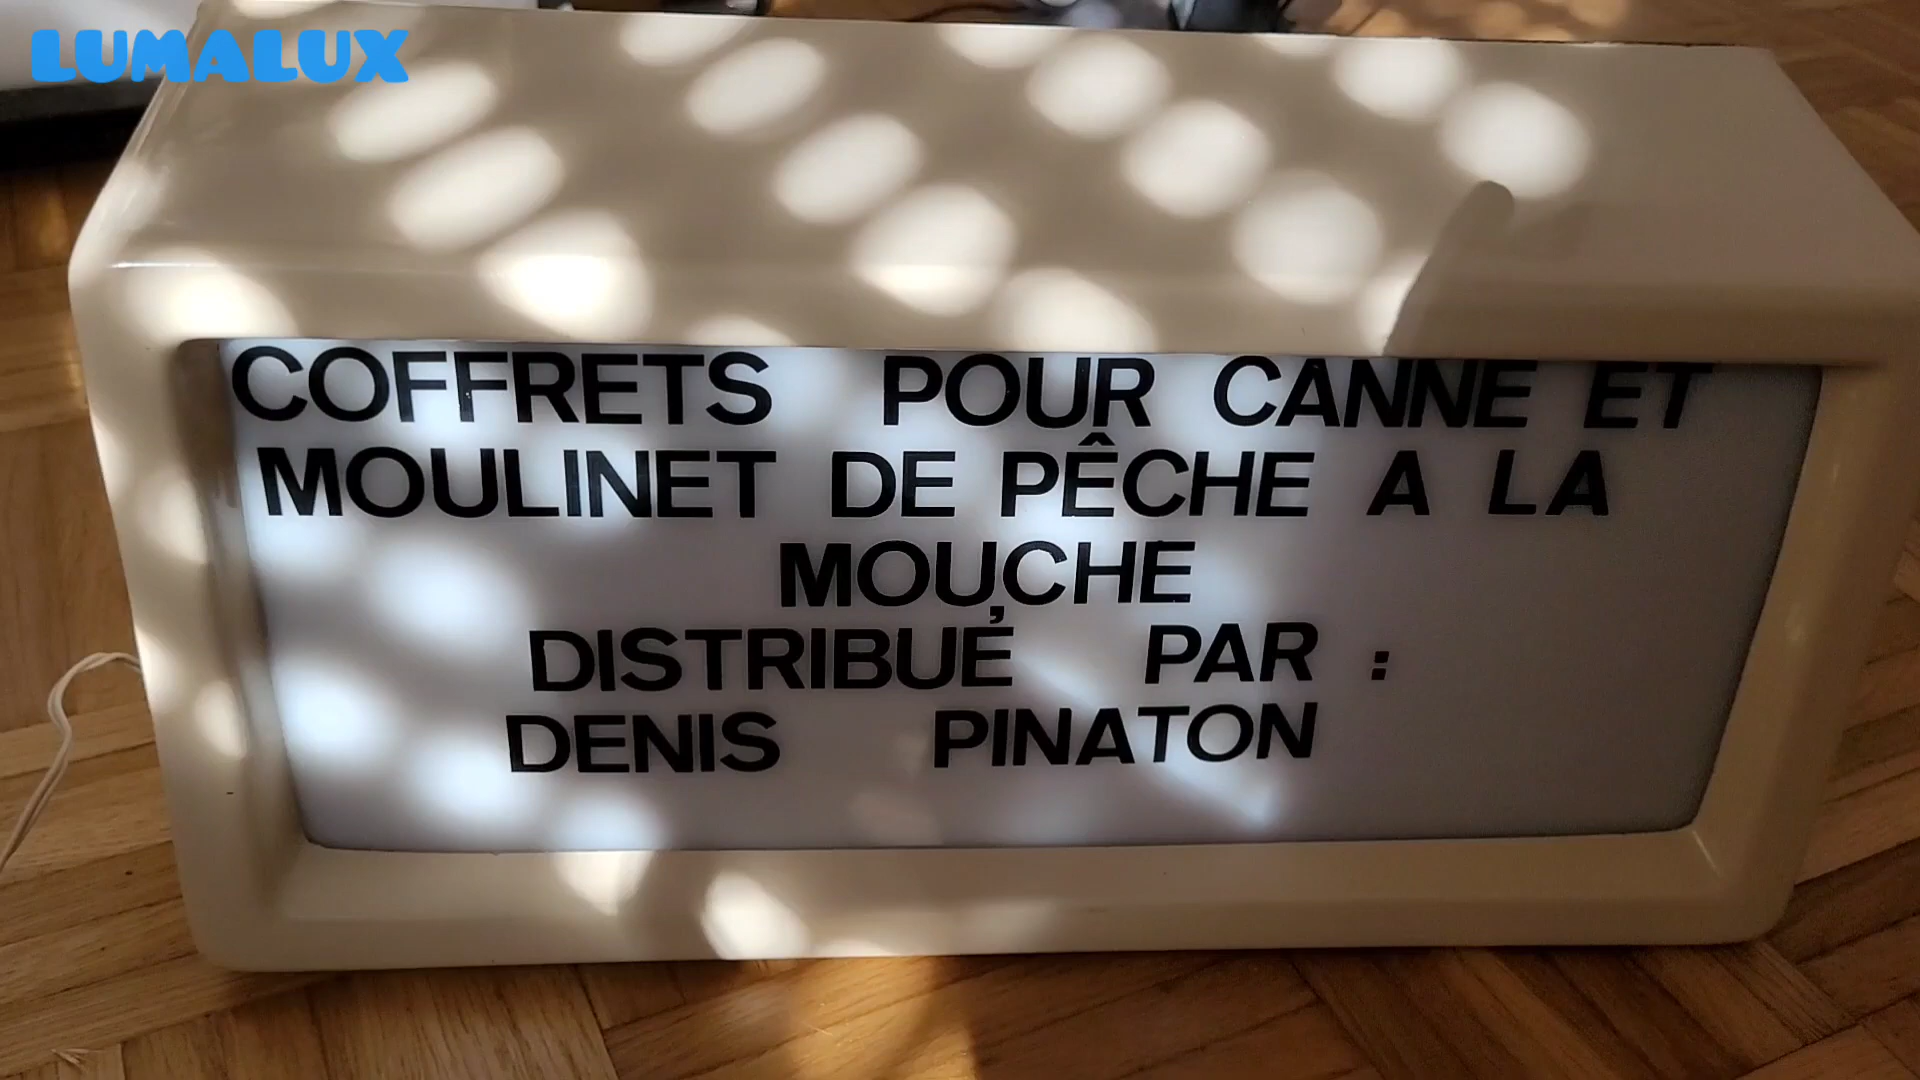 LUMALUX
COFFRETS POUR CANNE ET
MOULINET DE PÊCHE A LA
MOUCHE
DISTRIBUÉ PAR :
DENIS PINATON